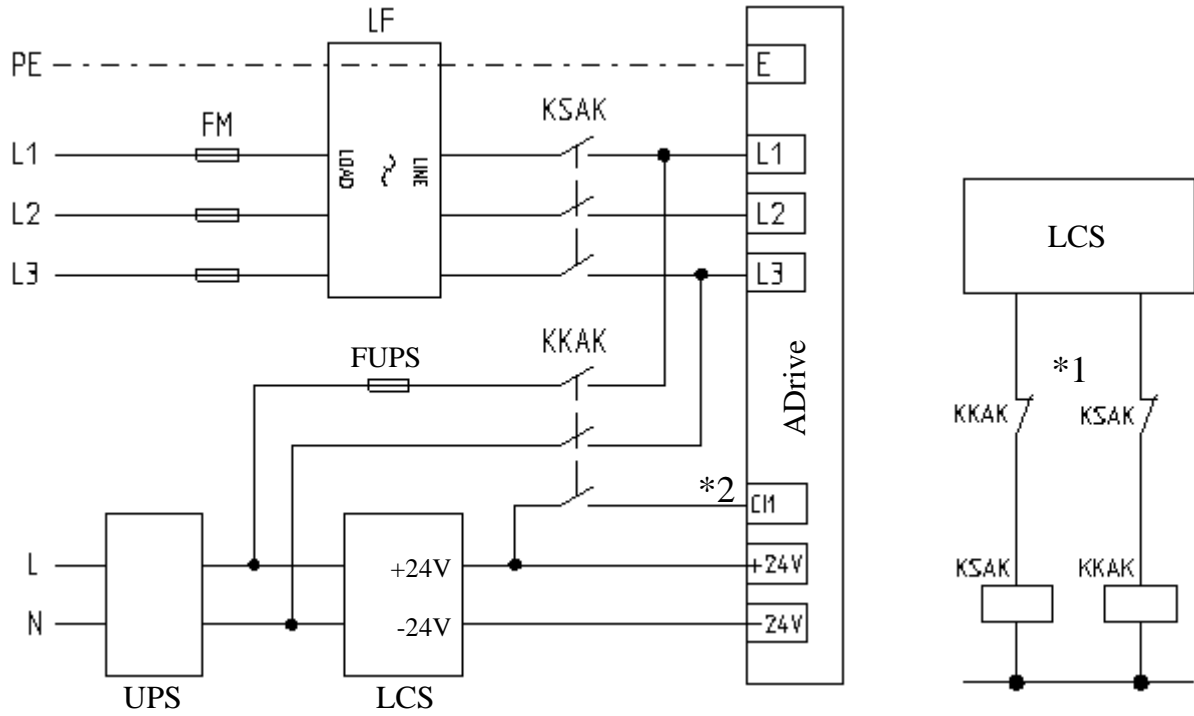 LF
PE
E
KSAK
FM
L1
LOAD
LINE
L1
L2
L2
L3
L3
LCS
FUPS
KKAK
ADrive
*1
KKAK
KSAK
*2
CM
L
+24V
+24V
KSAK
KKAK
N
-24V
-24V
UPS
LCS